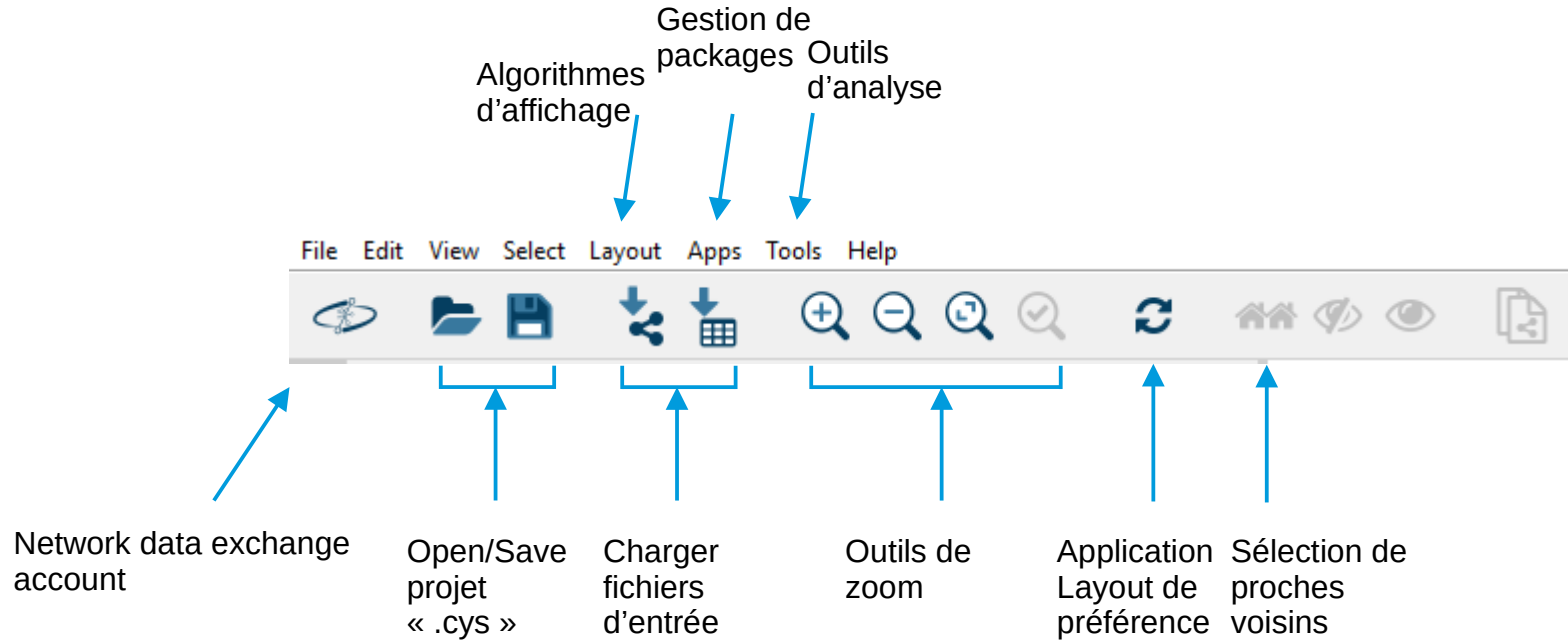 Gestion de
packages
Outils
d’analyse
Algorithmes
d’affichage
File Edit View Select Layout Apps Tools Help
Network data exchange
account
Open/Save
projet
« .cys »
Charger
fichiers
d’entrée
Outils de
zoom
Application
Layout de
préférence
Sélection de
proches
voisins